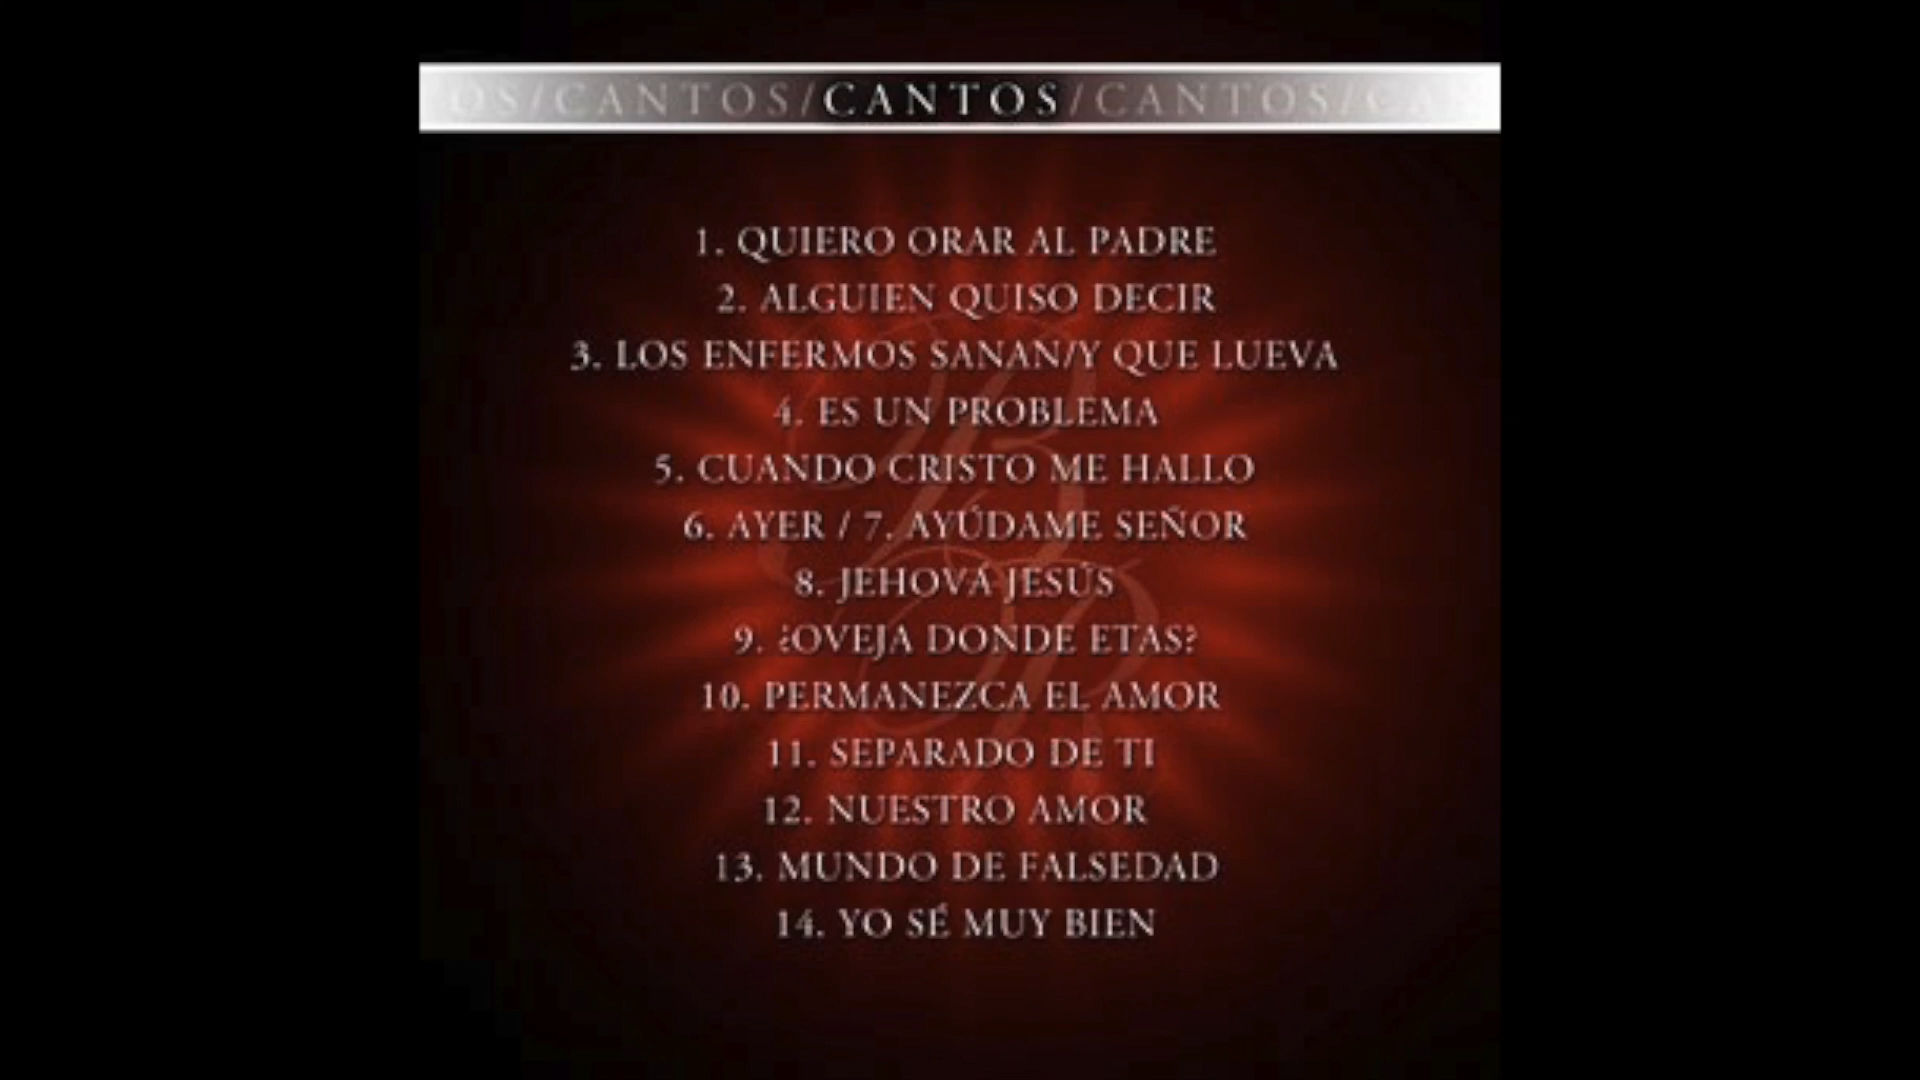 OS/CANTOS/CANTOS/CANTOS/CAN
1. QUIERO ORAR AL PADRE
2. ALGUIEN QUISO DECIR
3. LOS ENFERMOS SANAN/Y QUE LUEVA
4. ES UN PROBLEMA
5. CUANDO CRISTO ME HALLO
6. AYER / 7. AYÚDAME SEÑOR
8. JEHOVÁ JESÚS
9. ¿OVEJA DONDE ETAS?
10. PERMANEZCA EL AMOR
11. SEPARADO DE TI
12. NUESTRO AMOR
13. MUNDO DE FALSEDAD
14. YO SÉ MUY BIEN